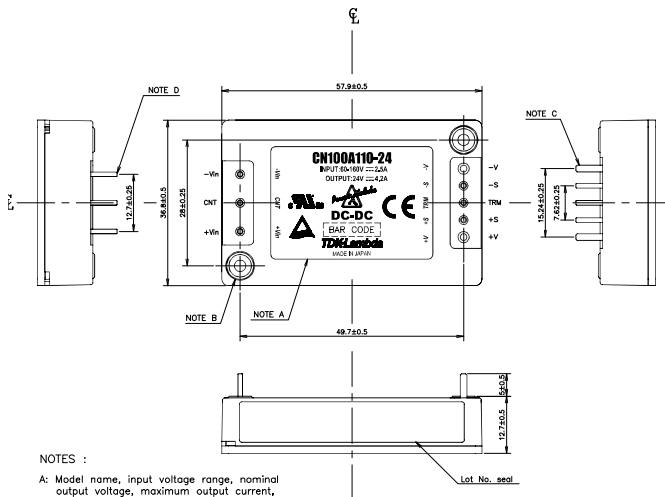 57.9±0.5
NOTE D
NOTE C
CN100A110-24
INPUT:60-160V 2.5A
OUTPUT:24V 4.2A
-Vin
CNT
+Vin
-Vin
CNT
+Vin
DC-DC
BAR CODE
TDK-Lambda
MADE IN JAPAN
CE
-V
-S
TRM
+S
+V
-V
-S
TRM
+S
+V
36.8±0.5
28±0.25
12.7±0.25
15.24±0.25
7.62±0.25
NOTE B
NOTE A
49.7±0.5
5±0.5
12.7±0.5
Lot No. seal
NOTES :
A: Model name, input voltage range, nominal
output voltage, maximum output current,